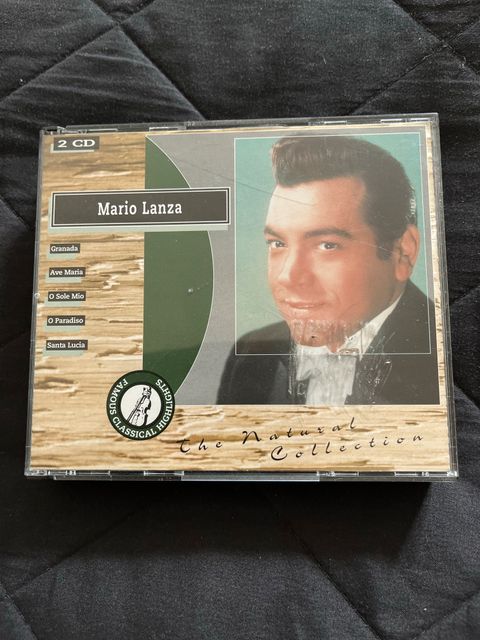 2 CD
Mario Lanza
Granada
Ave Maria
O Sole Mio
O Paradiso
Santa Lucia
FAMOUS CLASSICAL HIGHLIGHTS
The Natural
Collection